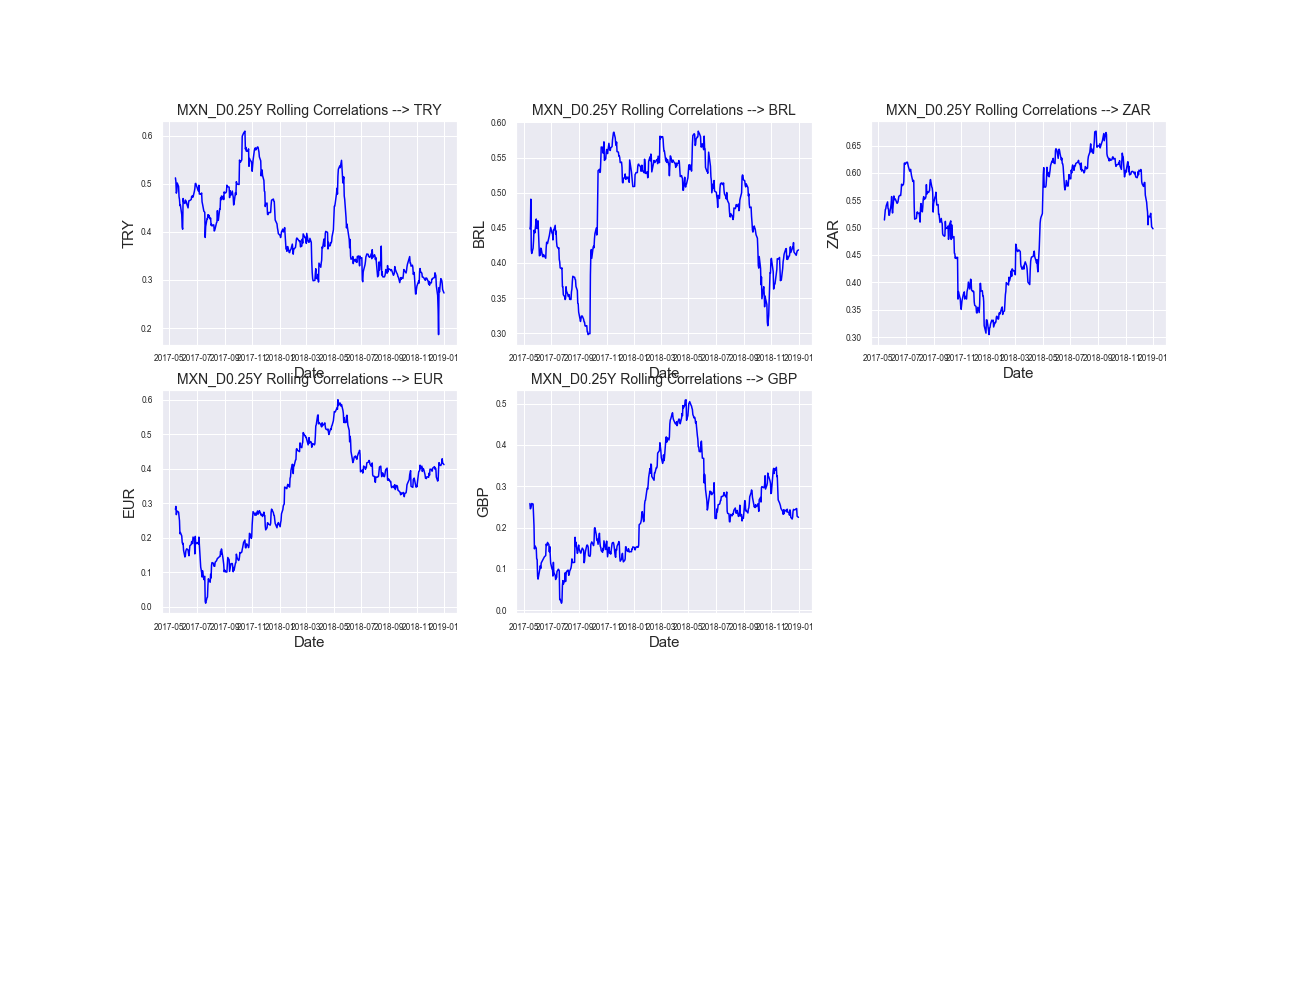 MXN_D0.25Y Rolling Correlations --> TRY
0.6
0.5
0.4
0.3
0.2
TRY
2017-05 2017-07 2017-09 2017-11 2018-01 2018-03 2018-05 2018-07 2018-09 2018-11 2019-01
Date
MXN_D0.25Y Rolling Correlations --> BRL
0.60
0.55
0.50
0.45
0.40
0.35
0.30
BRL
2017-05 2017-07 2017-09 2017-11 2018-01 2018-03 2018-05 2018-07 2018-09 2018-11 2019-01
Date
MXN_D0.25Y Rolling Correlations --> ZAR
0.65
0.60
0.55
0.50
0.45
0.40
0.35
0.30
ZAR
2017-05 2017-07 2017-09 2017-11 2018-01 2018-03 2018-05 2018-07 2018-09 2018-11 2019-01
Date
MXN_D0.25Y Rolling Correlations --> EUR
0.6
0.5
0.4
0.3
0.2
0.1
0.0
EUR
2017-05 2017-07 2017-09 2017-11 2018-01 2018-03 2018-05 2018-07 2018-09 2018-11 2019-01
Date
MXN_D0.25Y Rolling Correlations --> GBP
0.5
0.4
0.3
0.2
0.1
0.0
GBP
2017-05 2017-07 2017-09 2017-11 2018-01 2018-03 2018-05 2018-07 2018-09 2018-11 2019-01
Date